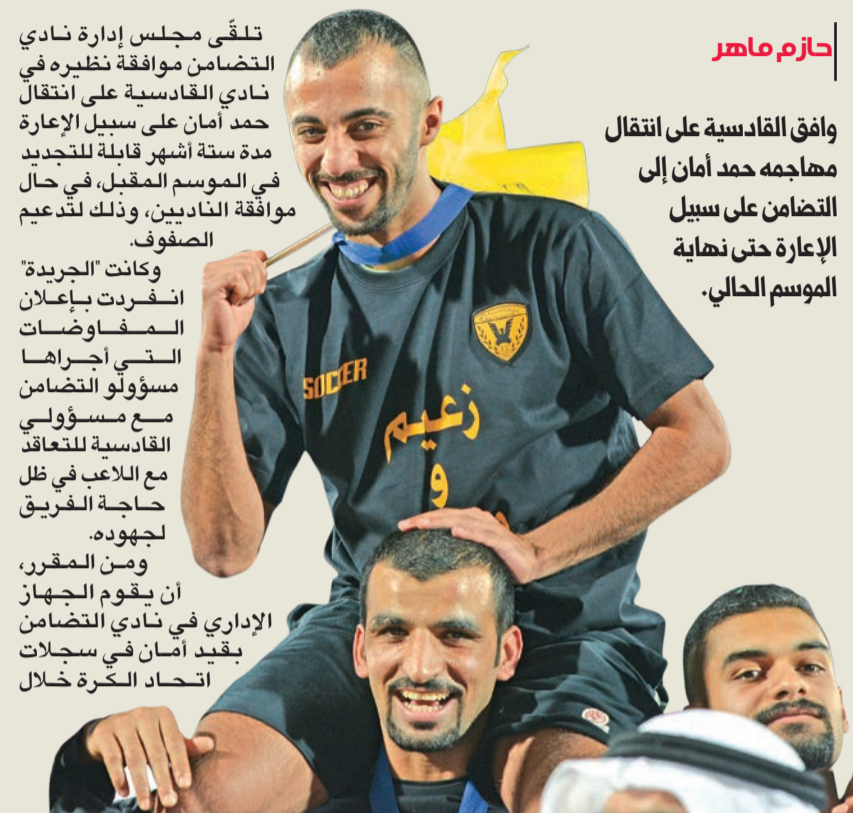 حازم ماهر
وافق القادسية على انتقال
مهاجمه حمد أمان إلى
التضامن على سبيل
الإعارة حتى نهاية
الموسم الحالي.
تلقّى مجلس إدارة نادي
التضامن موافقة نظيره في
نادي القادسية على انتقال
حمد أمان على سبيل الإعارة
مدة ستة أشهر قابلة للتجديد
في الموسم المقبل، في حال
موافقة الناديين، وذلك لتدعيم
الصفوف.
وكانت "الجريدة"
انفردت بإعلان
المفاوضات
التي أجراها
مسؤولو التضامن
مع مسؤولي
القادسية للتعاقد
مع اللاعب في ظل
حاجة الفريق
لجهوده.
ومن المقرر،
أن يقوم الجهاز
الإداري في نادي التضامن
بقيد أمان في سجلات
اتحاد الكرة خلال
SOCCER
زعيم
و